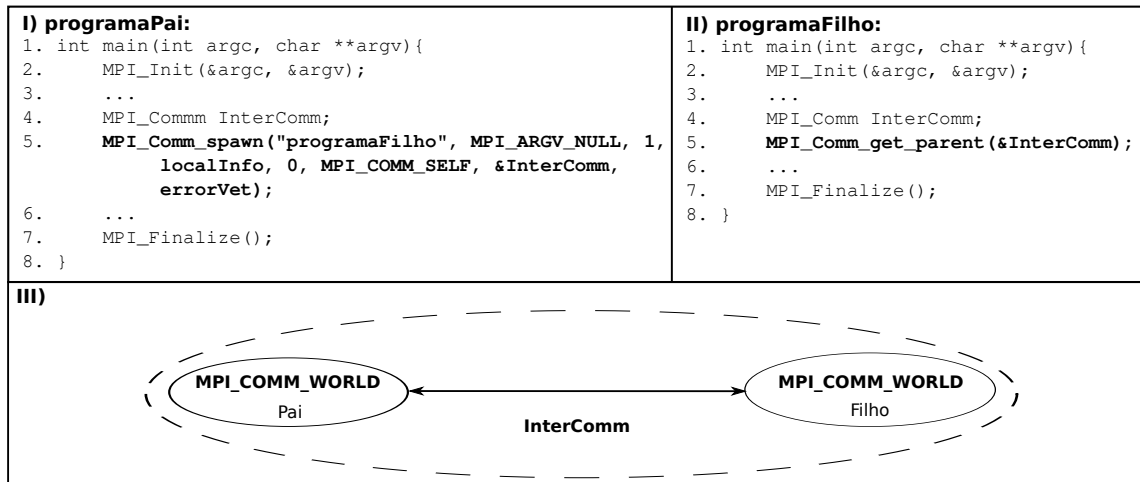 I) programaPai:
1. int main(int argc, char **argv){
2. MPI_Init(&argc, &argv);
3. ...
4. MPI_Commm InterComm;
5. MPI_Comm_spawn("programaFilho", MPI_ARGV_NULL, 1,
localInfo, 0, MPI_COMM_SELF, &InterComm,
errorVet);
6. ...
7. MPI_Finalize();
8. }
II) programaFilho:
1. int main(int argc, char **argv){
2. MPI_Init(&argc, &argv);
3. ...
4. MPI_Comm InterComm;
5. MPI_Comm_get_parent(&InterComm);
6. ...
7. MPI_Finalize();
8. }
III)
MPI_COMM_WORLD
Pai
MPI_COMM_WORLD
Filho
InterComm